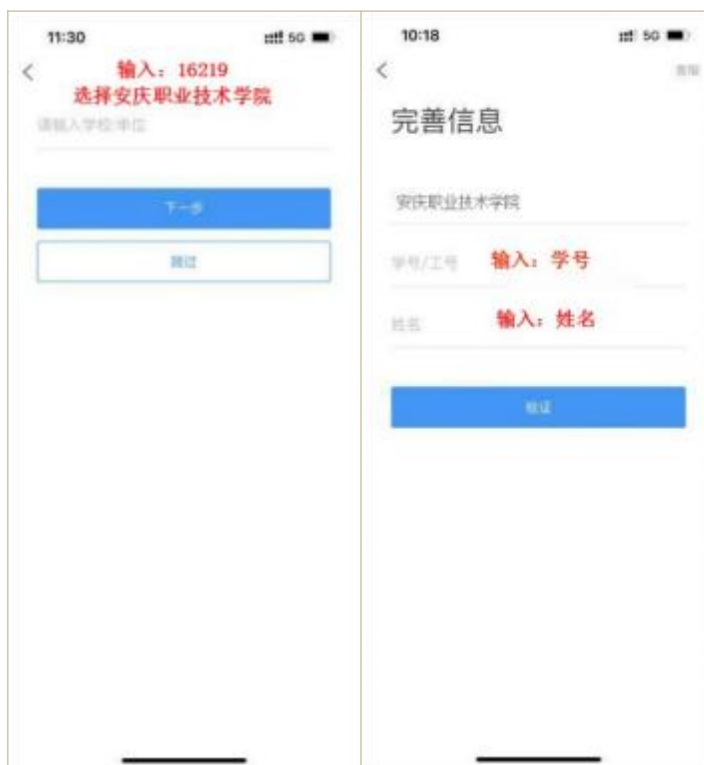 11:30
5G
输入：16219
选择安庆职业技术学院
请输入学校/单位
下一步
跳过
10:18
5G
客服
完善信息
安庆职业技术学院
学号/工号
输入：学号
姓名
输入：姓名
验证